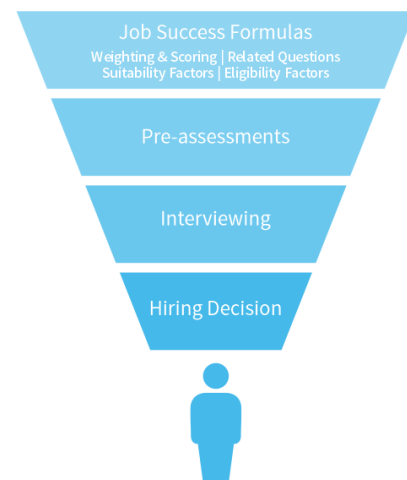 Job Success Formulas
Weighting & Scoring | Related Questions
Suitability Factors | Eligibility Factors
Pre-assessments
Interviewing
Hiring Decision